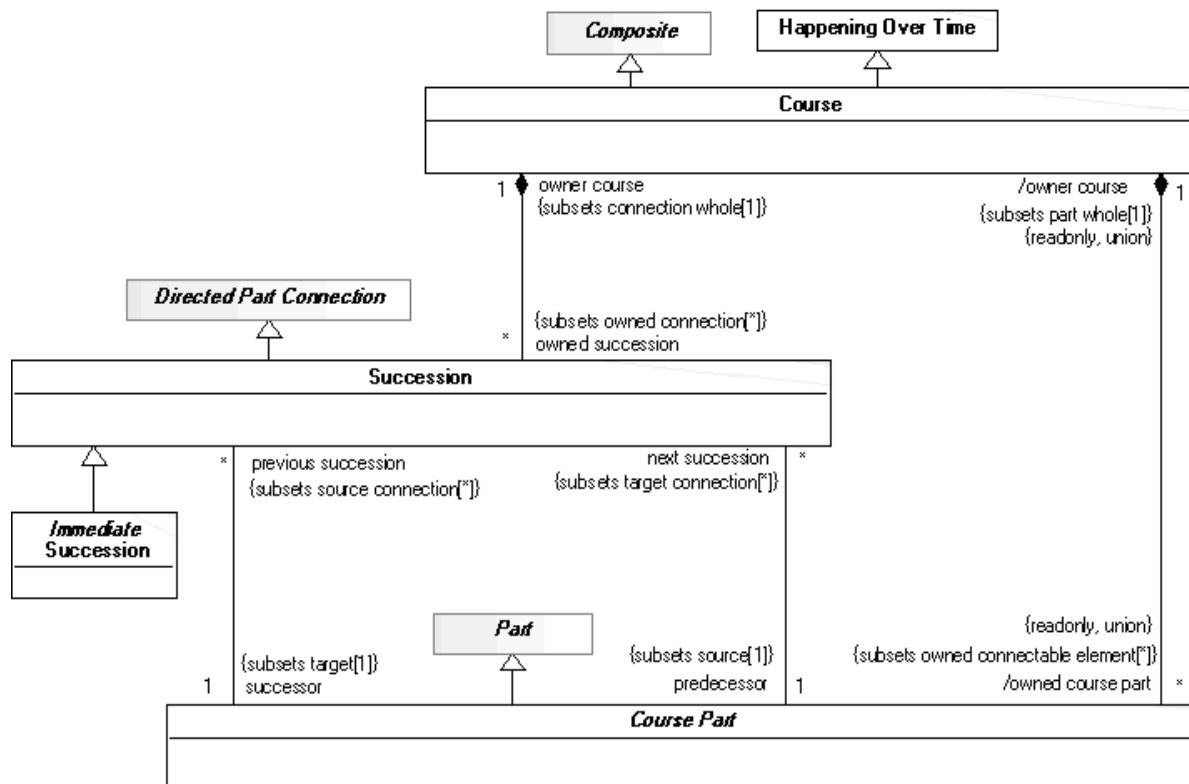 Composite
Happening Over Time
Course
1
owner course
{subsets connection whole[1]}
/owner course
1
{subsets part whole[1]}
{readonly, union}
Directed Part Connection
{subsets owned connection[*]}
*
owned succession
Succession
*
previous succession
{subsets source connection[*]}
next succession
*
{subsets target connection[*]}
Immediate
Succession
Part
{readonly, union}
{subsets target[1]}
{subsets source[1]}
{subsets owned connectable element[*]}
1
successor
predecessor
1
/owned course part
*
Course Part